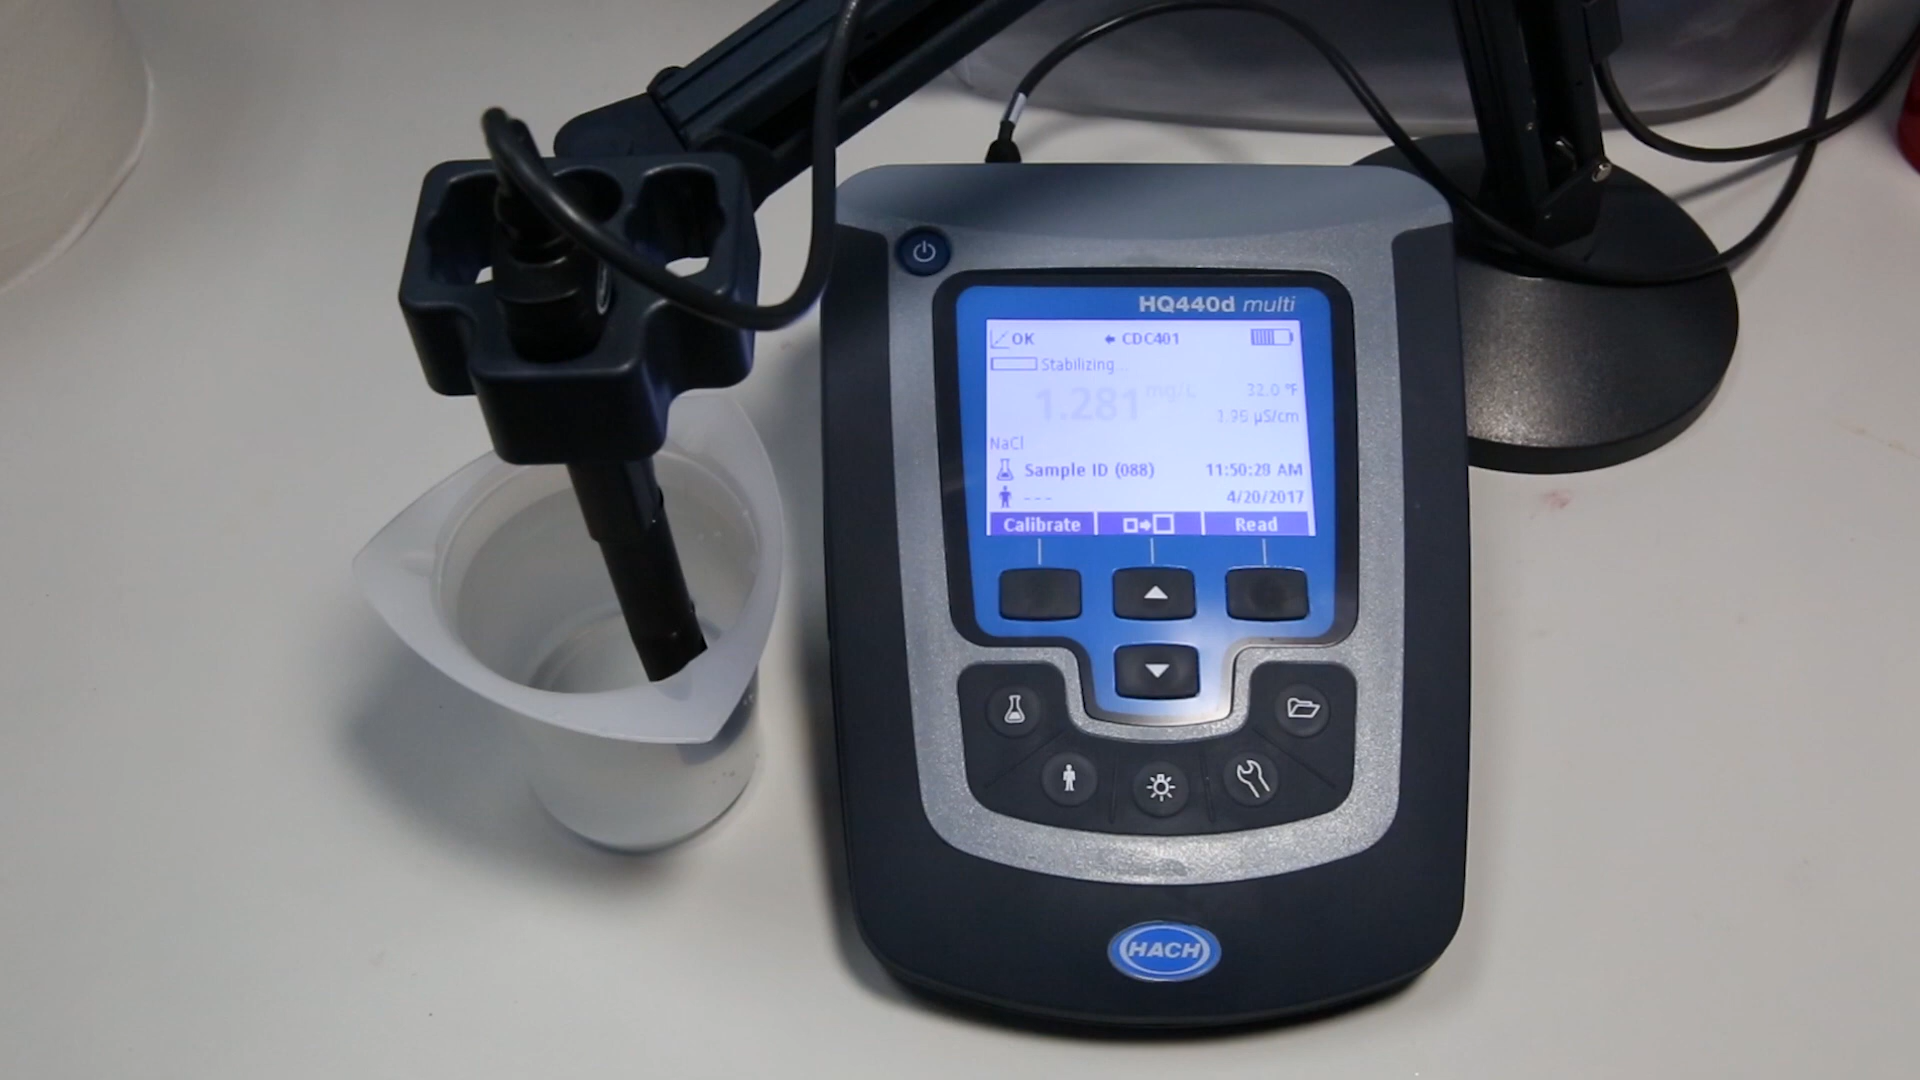 HQ440d multi
OK CDC401
Stabilizing...
1.281 mg/L 32.0 °F
1.95 µS/cm
NaCl
Sample ID (088) 11:50:29 AM
--- 4/20/2017
Calibrate Read
HACH